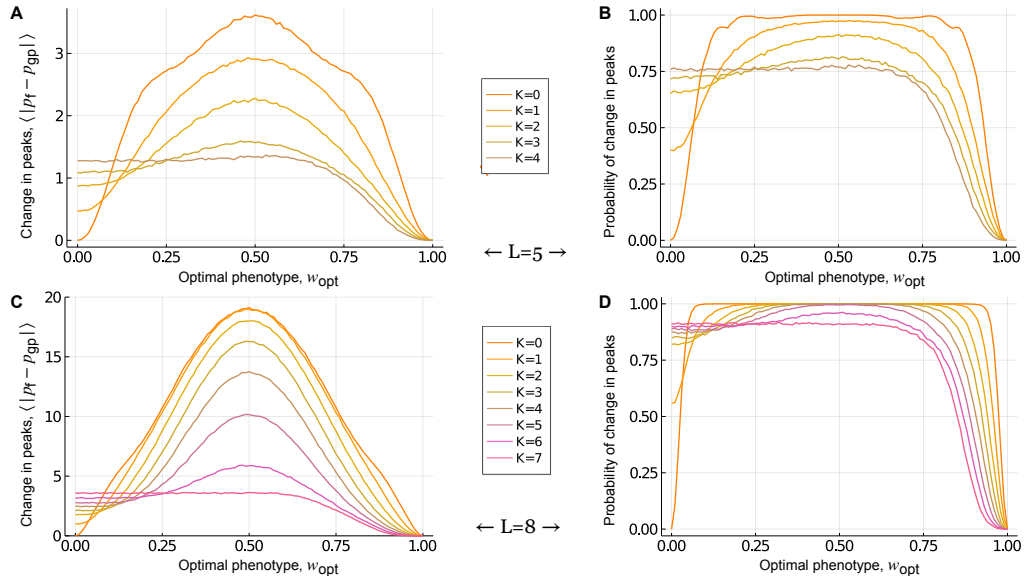 A
Change in peaks, ⟨ |p_f − p_gp| ⟩
3
2
1
0
0.00 0.25 0.50 0.75 1.00
Optimal phenotype, w_opt
K=0
K=1
K=2
K=3
K=4
← L=5 →
B
Probability of change in peaks
1.00
0.75
0.50
0.25
0.00
0.00 0.25 0.50 0.75 1.00
Optimal phenotype, w_opt
C
Change in peaks, ⟨ |p_f − p_gp| ⟩
20
15
10
5
0
0.00 0.25 0.50 0.75 1.00
Optimal phenotype, w_opt
K=0
K=1
K=2
K=3
K=4
K=5
K=6
K=7
← L=8 →
D
Probability of change in peaks
1.00
0.75
0.50
0.25
0.00
0.00 0.25 0.50 0.75 1.00
Optimal phenotype, w_opt